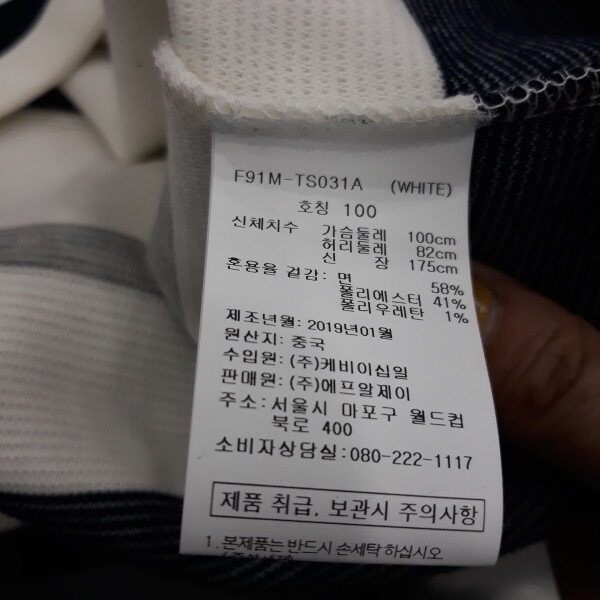 F91M-TS031A (WHITE)
호칭 100
신체치수 가슴둘레 100cm
허리둘레 82cm
신 장 175cm
혼용율 겉감: 면 58%
폴리에스터 41%
폴리우레탄 1%
제조년월: 2019년01월
원산지: 중국
수입원: (주)케비이십일
판매원: (주)에프알제이
주소: 서울시 마포구 월드컵
북로 400
소비자상담실: 080-222-1117
제품 취급, 보관시 주의사항
1. 본제품는 반드시 손세탁 하십시오